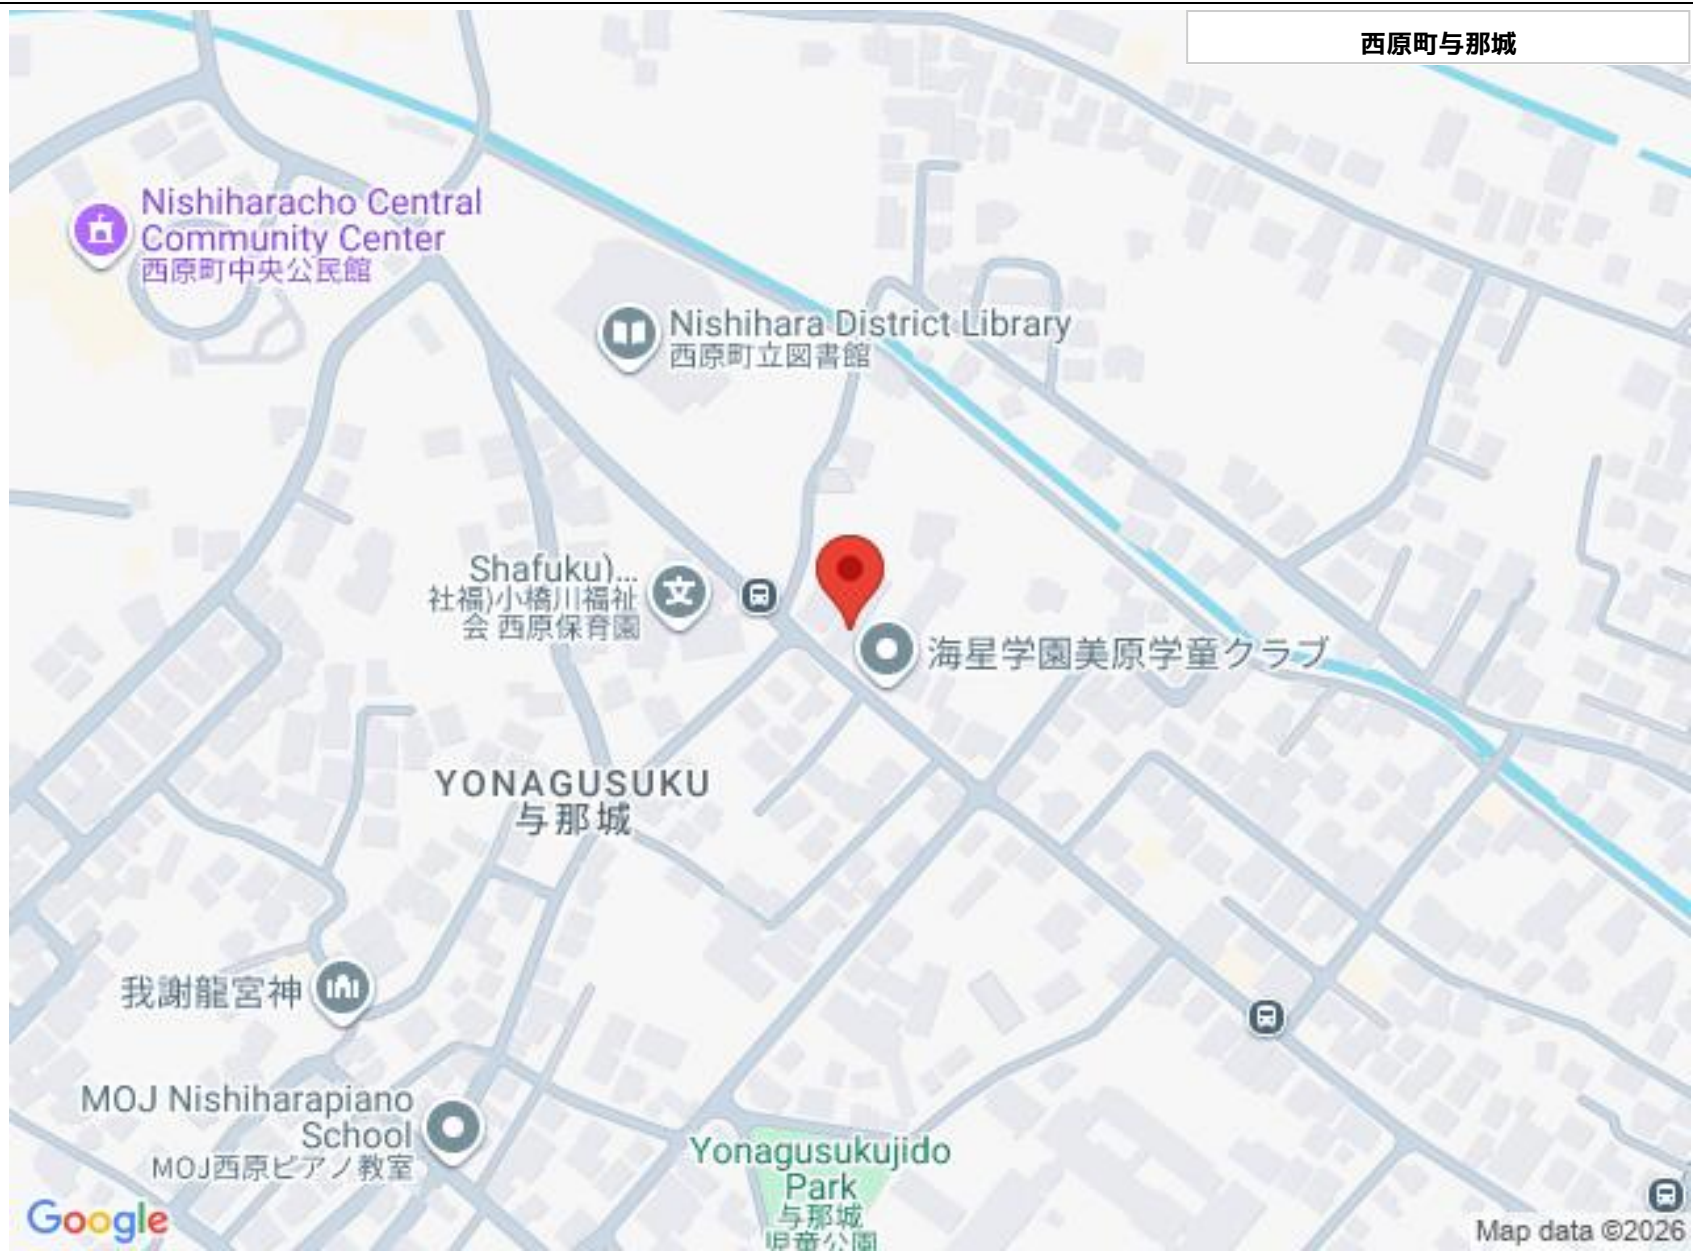 西原町与那城
Nishiharacho Central
Community Center
西原町中央公民館
Nishihara District Library
西原町立図書館
Shafuku)...
社福)小橋川福祉
会 西原保育園
海星学園美原学童クラブ
YONAGUSUKU
与那城
我謝龍宮神
MOJ Nishiharapiano
School
MOJ西原ピアノ教室
Yonagusukujido
Park
与那城
児童公園
Google
Map data ©2026